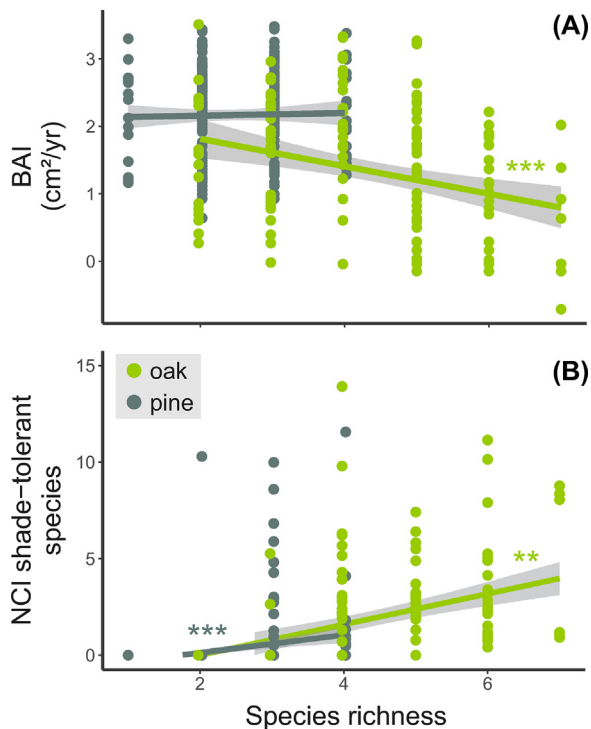 (A)
BAI
(cm²/yr)
3
2
1
0
***
(B)
oak
pine
NCI shade−tolerant
species
15
10
5
0
***
**
2
4
6
Species richness